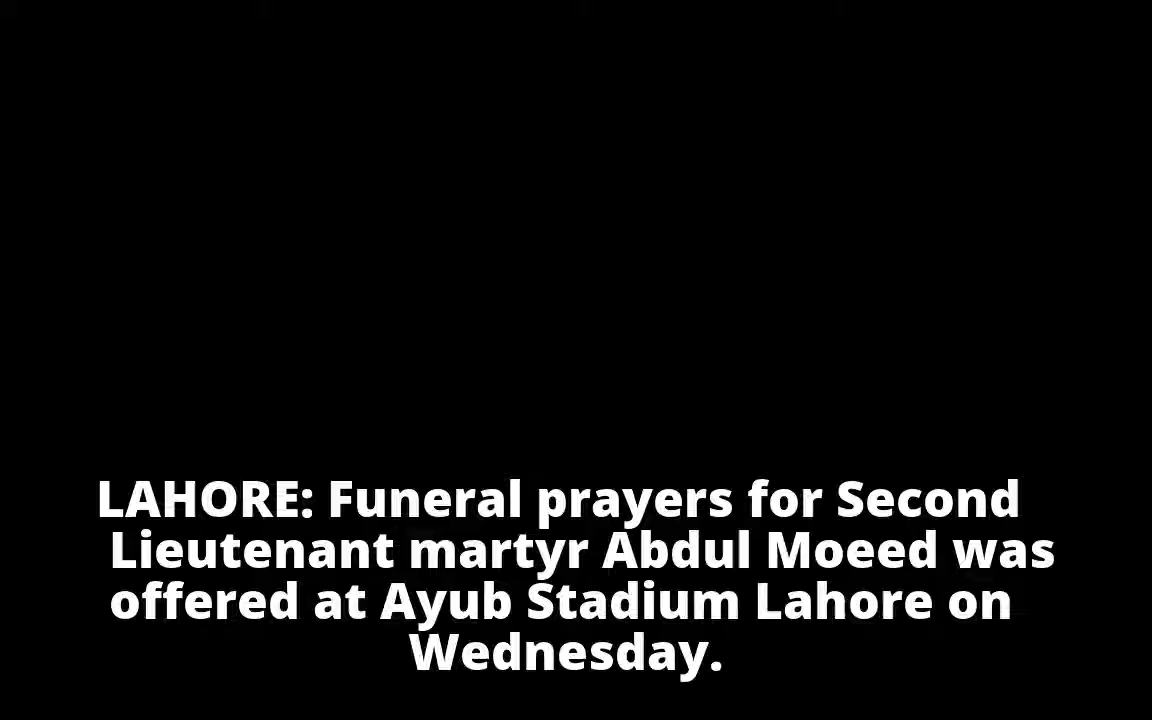 LAHORE: Funeral prayers for Second
Lieutenant martyr Abdul Moeed was
offered at Ayub Stadium Lahore on
Wednesday.